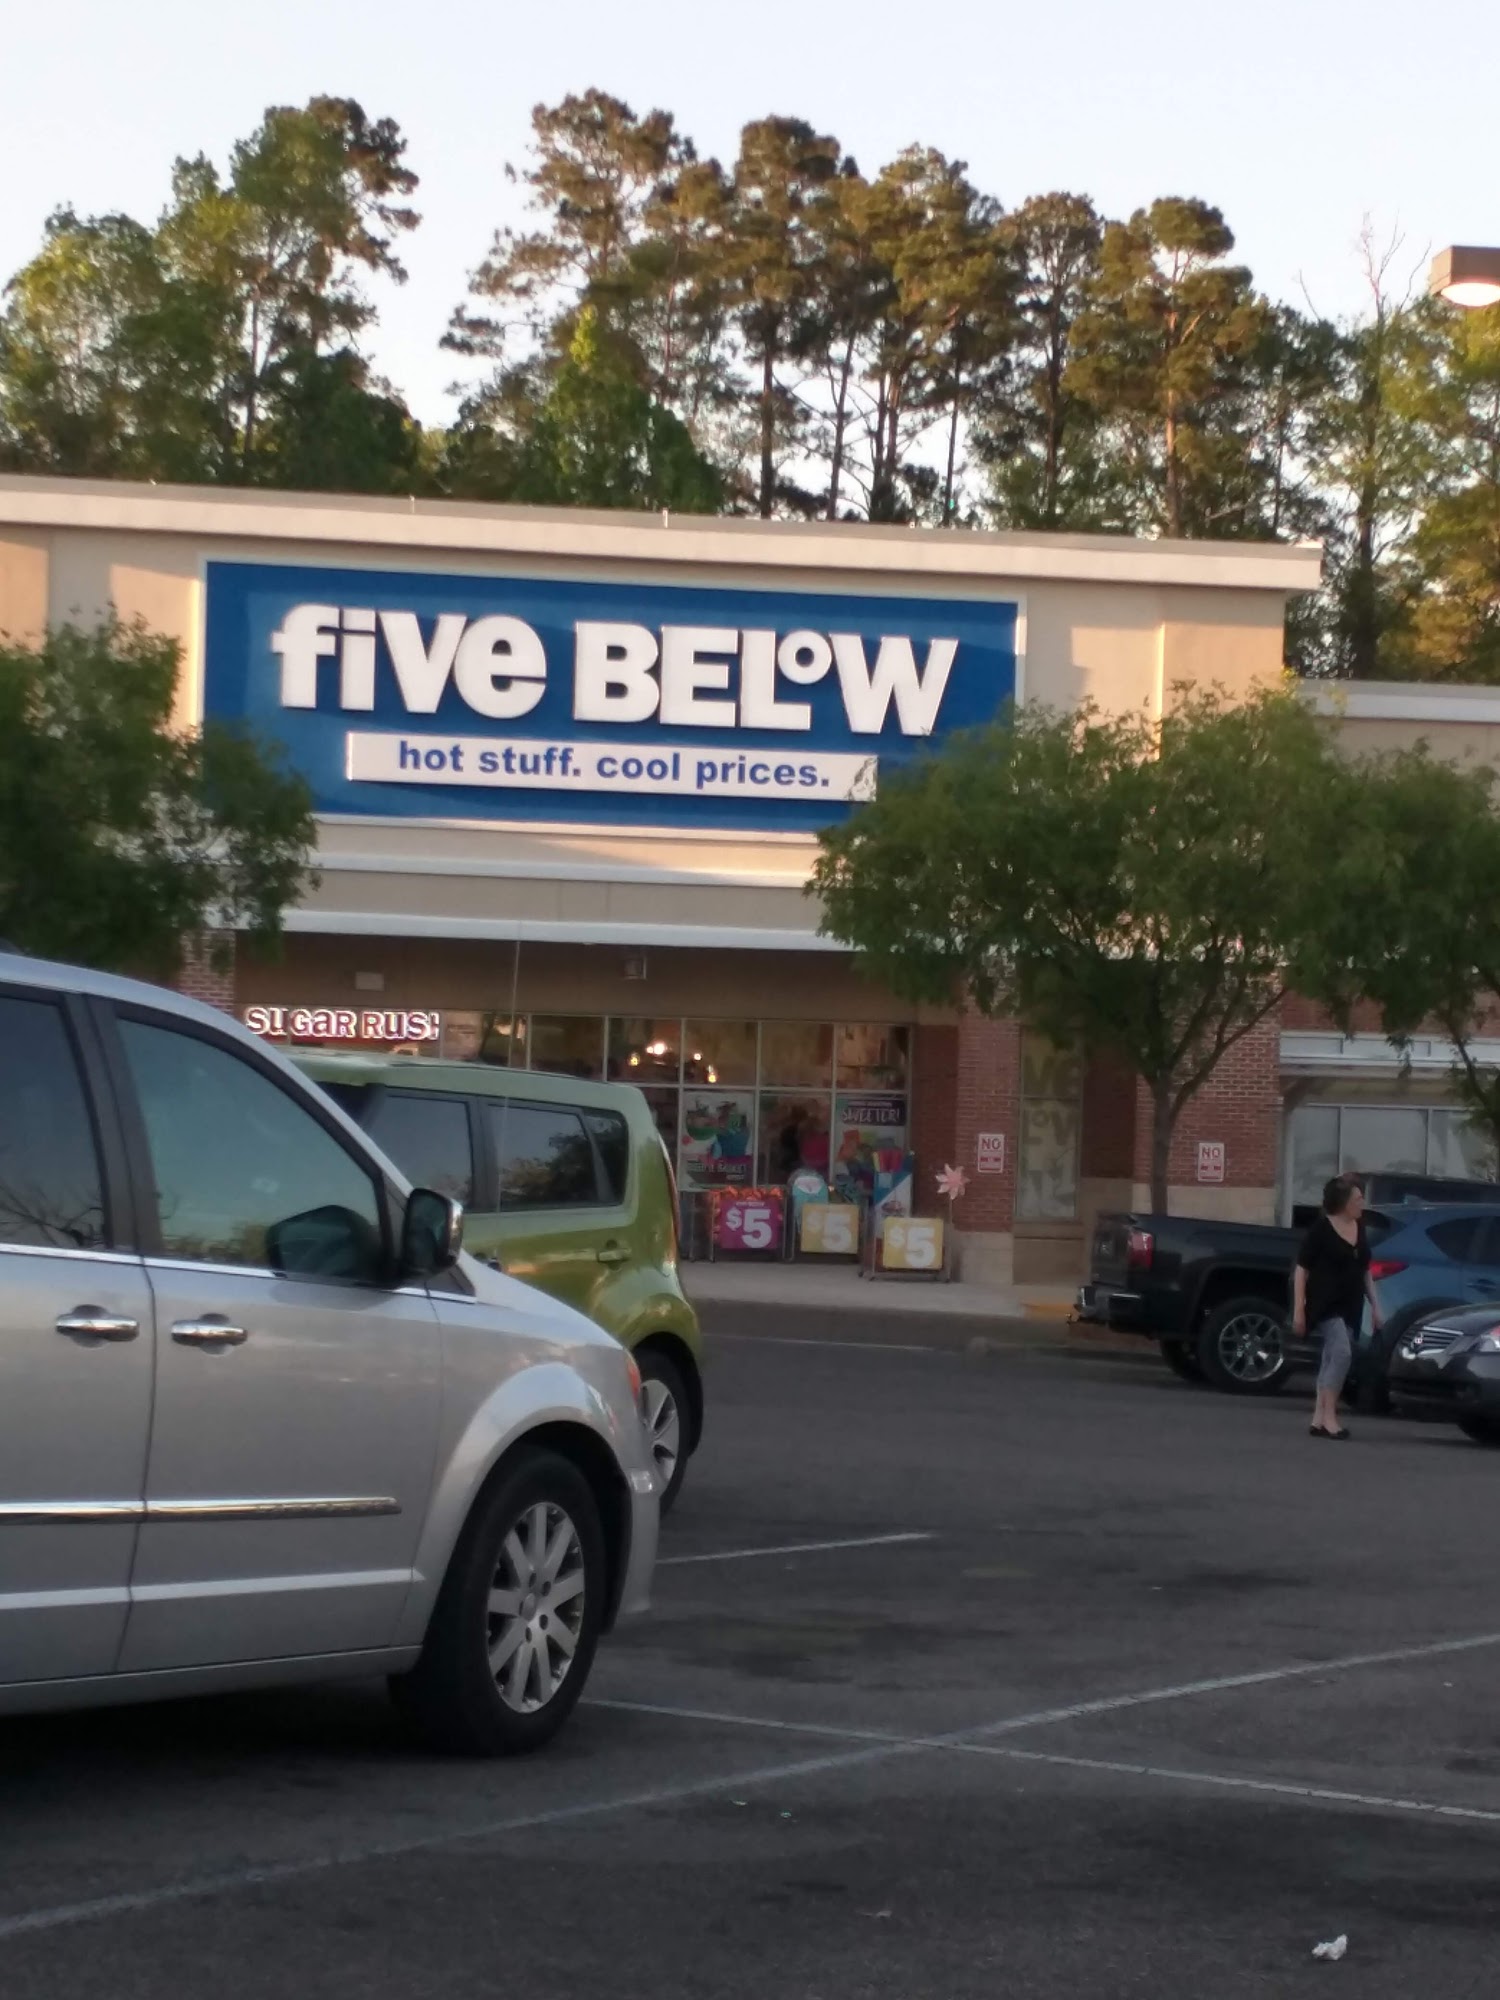 five BELOW
hot stuff. cool prices.
SUGAR RUSH
SWEETER!
$5
$5
$5
NO
NO